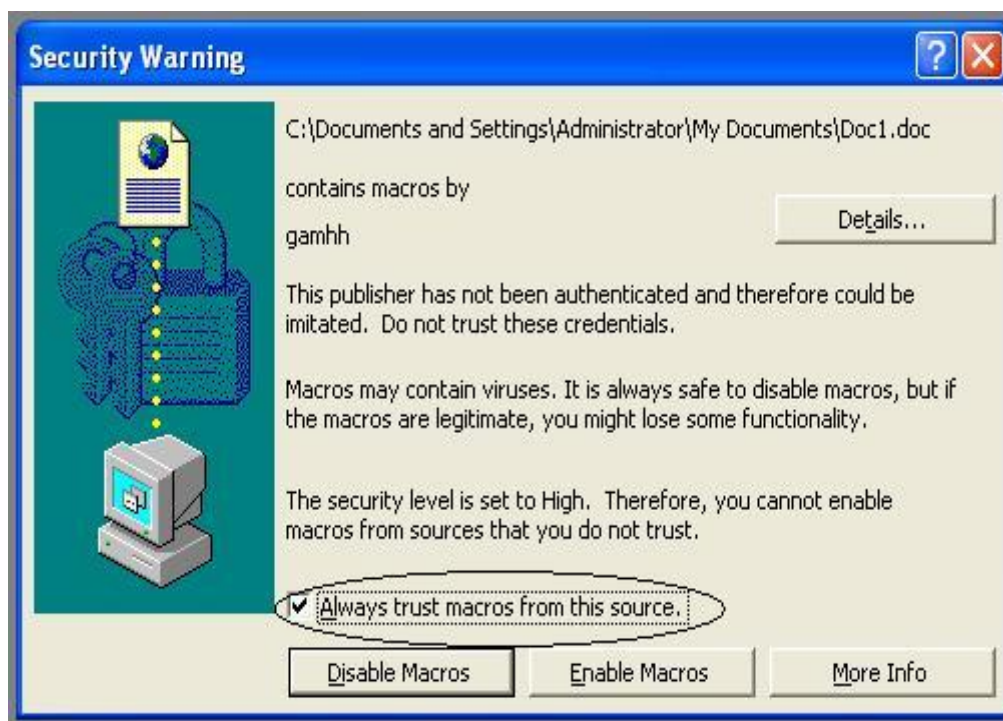 Security Warning
C:\Documents and Settings\Administrator\My Documents\Doc1.doc
contains macros by
gamhh
Details...
This publisher has not been authenticated and therefore could be
imitated. Do not trust these credentials.
Macros may contain viruses. It is always safe to disable macros, but if
the macros are legitimate, you might lose some functionality.
The security level is set to High. Therefore, you cannot enable
macros from sources that you do not trust.
Always trust macros from this source.
Disable Macros
Enable Macros
More Info